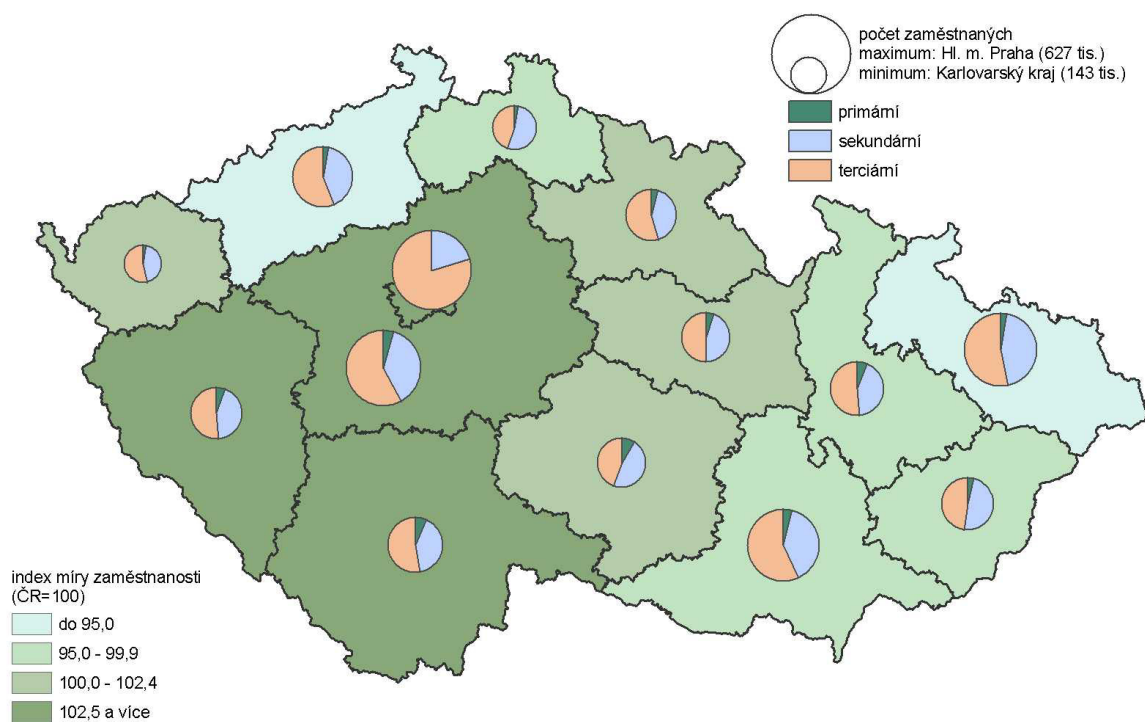 počet zaměstnaných
maximum: Hl. m. Praha (627 tis.)
minimum: Karlovarský kraj (143 tis.)
primární
sekundární
terciární
index míry zaměstnanosti
(ČR=100)
do 95,0
95,0 - 99,9
100,0 - 102,4
102,5 a více